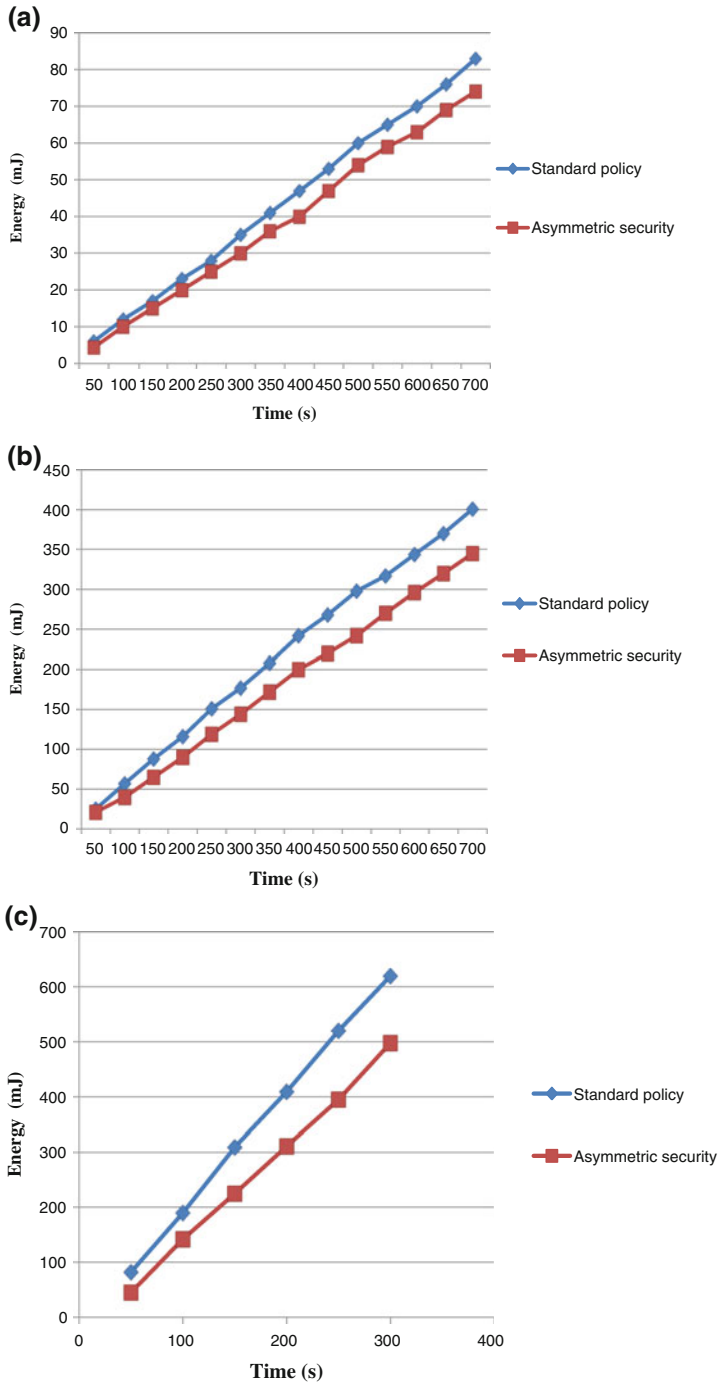 (a)
90
80
70
60
50
40
30
20
10
0
Energy (mJ)
50 100 150 200 250 300 350 400 450 500 550 600 650 700
Time (s)
Standard policy
Asymmetric security
(b)
450
400
350
300
250
200
150
100
50
0
Energy (mJ)
50 100 150 200 250 300 350 400 450 500 550 600 650 700
Time (s)
Standard policy
Asymmetric security
(c)
700
600
500
400
300
200
100
0
Energy (mJ)
0 100 200 300 400
Time (s)
Standard policy
Asymmetric security